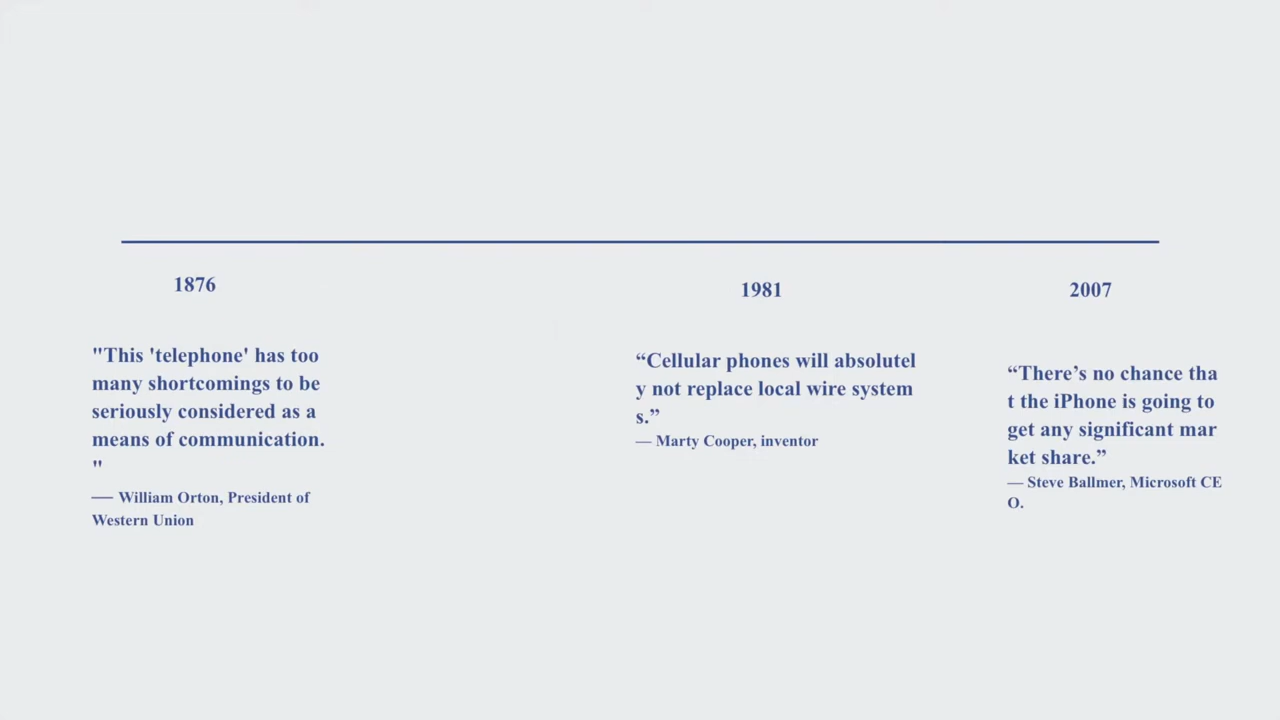 1876
"This 'telephone' has too
many shortcomings to be
seriously considered as a
means of communication.
"
── William Orton, President of
Western Union
1981
“Cellular phones will absolutel
y not replace local wire system
s.”
— Marty Cooper, inventor
2007
“There’s no chance tha
t the iPhone is going to
get any significant mar
ket share.”
— Steve Ballmer, Microsoft CE
O.